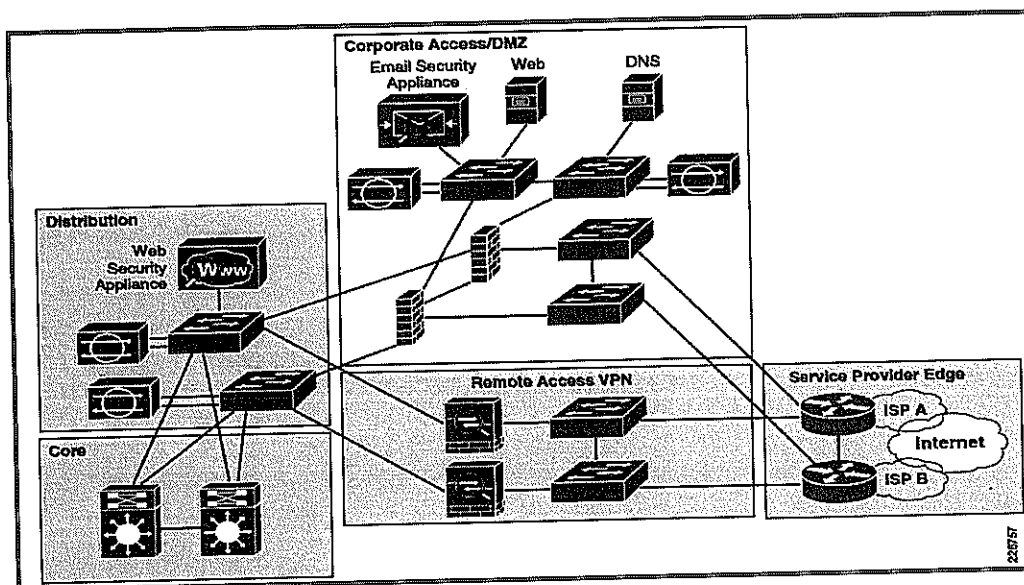 Corporate Access/DMZ
Email Security
Appliance
Web
DNS
Distribution
Web
Security
Appliance
Www
Remote Access VPN
Service Provider Edge
ISP A
Internet
ISP B
Core
226757